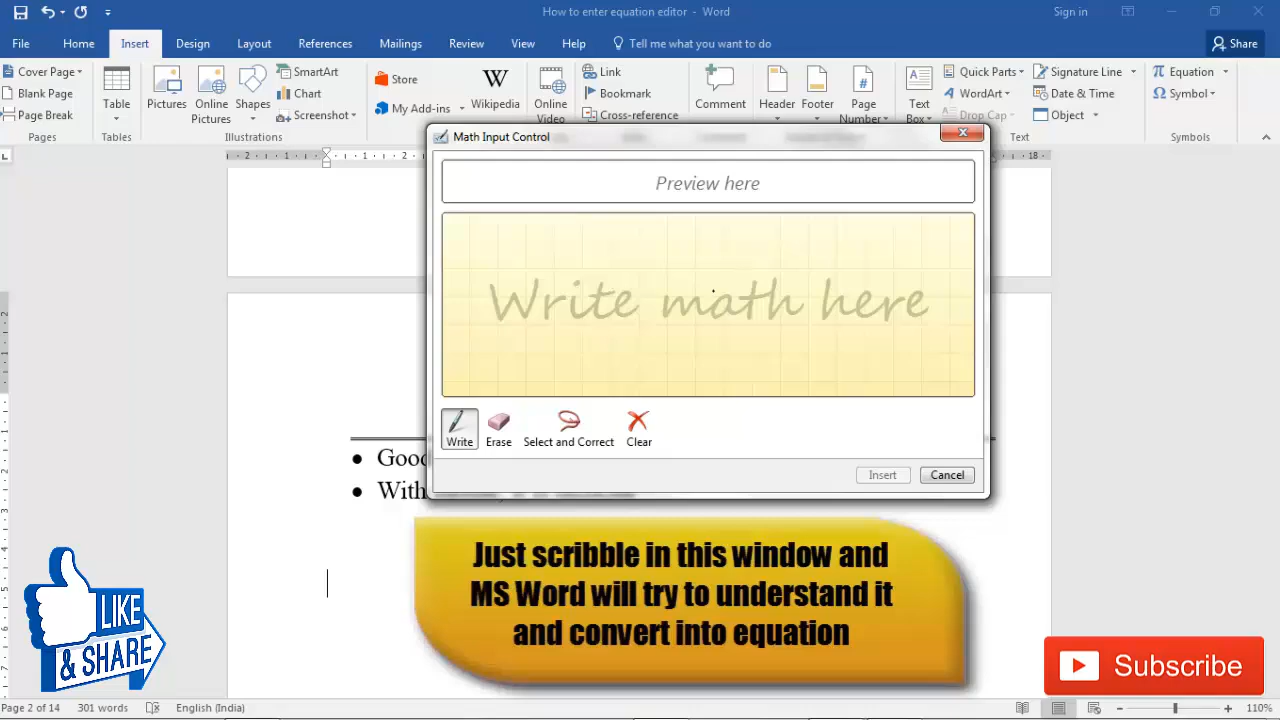 How to enter equation editor - Word
Sign in
File Home Insert Design Layout References Mailings Review View Help Tell me what you want to do Share
Cover Page
Blank Page
Page Break
Pages
Table
Tables
Pictures
Online Pictures
Shapes
SmartArt
Chart
Screenshot
Illustrations
Store
My Add-ins
Wikipedia
Online Video
Link
Bookmark
Cross-reference
Comment
Header
Footer
Page Number
Text Box
Quick Parts
WordArt
Drop Cap
Signature Line
Date & Time
Object
Text
Equation
Symbol
Symbols
2 1 1 2 18
Math Input Control
Preview here
Write math here
Write Erase Select and Correct Clear
Insert Cancel
● Good
● With
Just scribble in this window and
MS Word will try to understand it
and convert into equation
LIKE
& SHARE
Subscribe
Page 2 of 14 301 words English (India) 110%